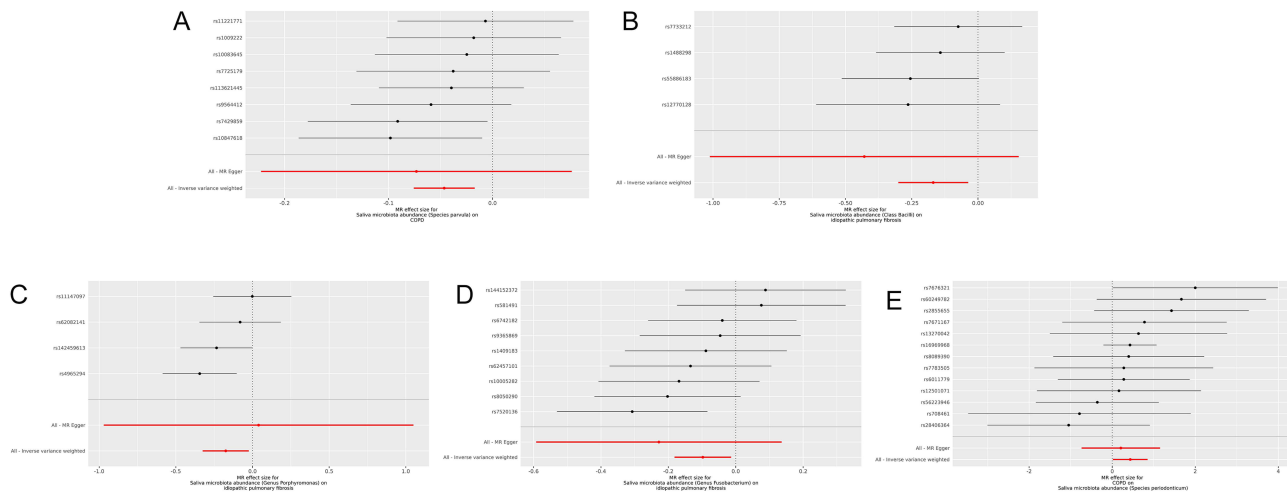 A
rs11221771
rs1009222
rs10083645
rs7725179
rs113621445
rs9564412
rs7429859
rs10847618
All - MR Egger
All - Inverse variance weighted
-0.2
-0.1
0.0
MR effect size for
Saliva microbiota abundance (Species parvula) on
COPD
B
rs7733212
rs1488298
rs55886183
rs12770128
All - MR Egger
All - Inverse variance weighted
-1.00
-0.75
-0.50
-0.25
0.00
MR effect size for
Saliva microbiota abundance (Class Bacilli) on
idiopathic pulmonary fibrosis
C
rs11147097
rs62082141
rs142459613
rs4965294
All - MR Egger
All - Inverse variance weighted
-1.0
-0.5
0.0
0.5
1.0
MR effect size for
Saliva microbiota abundance (Genus Porphyromonas) on
idiopathic pulmonary fibrosis
D
rs144152372
rs581491
rs6742182
rs9365869
rs1409183
rs62457101
rs10005282
rs8050290
rs7520136
All - MR Egger
All - Inverse variance weighted
-0.6
-0.4
-0.2
0.0
0.2
MR effect size for
Saliva microbiota abundance (Genus Fusobacterium) on
idiopathic pulmonary fibrosis
E
rs7676321
rs60249782
rs2855655
rs7671167
rs13270042
rs16969968
rs8089390
rs7783505
rs6011779
rs12501071
rs56223946
rs708461
rs28406364
All - MR Egger
All - Inverse variance weighted
-2
0
2
4
MR effect size for
COPD on
Saliva microbiota abundance (Species periodonticum)